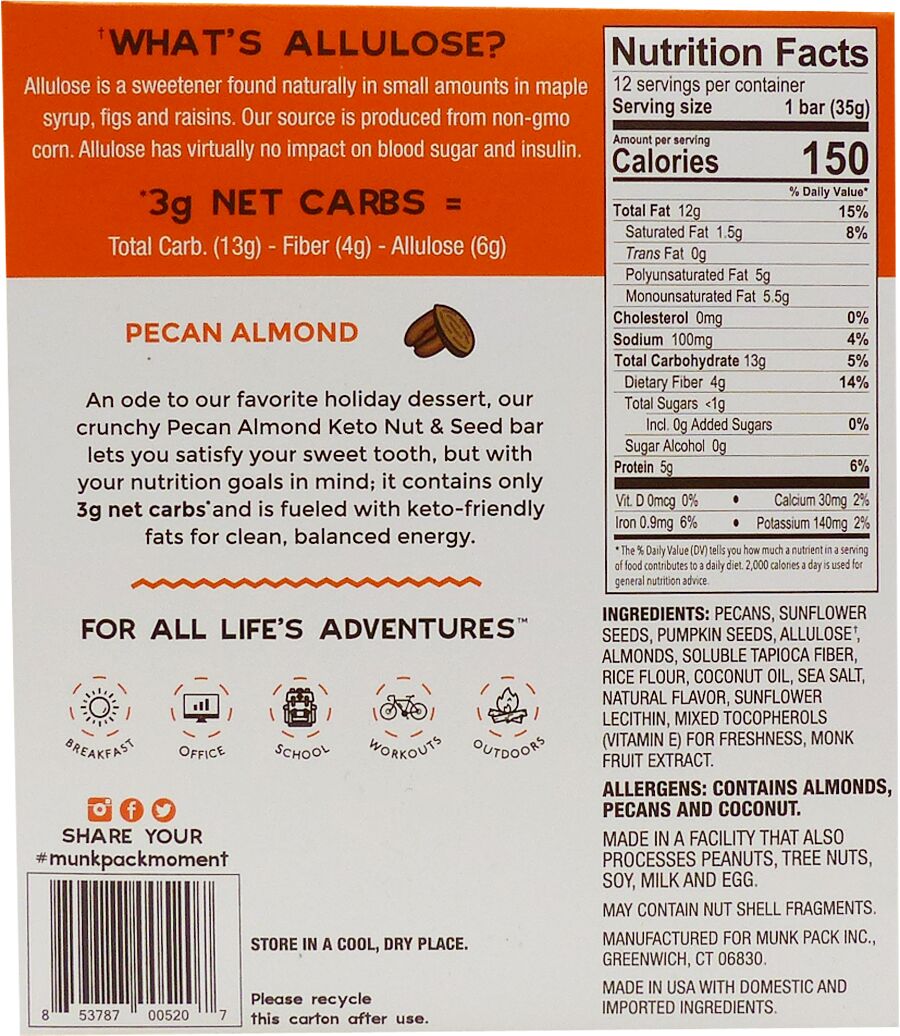 †WHAT'S ALLULOSE?
Allulose is a sweetener found naturally in small amounts in maple
syrup, figs and raisins. Our source is produced from non-gmo
corn. Allulose has virtually no impact on blood sugar and insulin.
*3g NET CARBS =
Total Carb. (13g) - Fiber (4g) - Allulose (6g)
PECAN ALMOND
An ode to our favorite holiday dessert, our
crunchy Pecan Almond Keto Nut & Seed bar
lets you satisfy your sweet tooth, but with
your nutrition goals in mind; it contains only
3g net carbs* and is fueled with keto-friendly
fats for clean, balanced energy.
FOR ALL LIFE'S ADVENTURES™
BREAKFAST
OFFICE
SCHOOL
WORKOUTS
OUTDOORS
SHARE YOUR
#munkpackmoment
8 53787 00520 7
STORE IN A COOL, DRY PLACE.
Please recycle
this carton after use.
Nutrition Facts
12 servings per container
Serving size 1 bar (35g)
Amount per serving
Calories 150
% Daily Value*
Total Fat 12g 15%
Saturated Fat 1.5g 8%
Trans Fat 0g
Polyunsaturated Fat 5g
Monounsaturated Fat 5.5g
Cholesterol 0mg 0%
Sodium 100mg 4%
Total Carbohydrate 13g 5%
Dietary Fiber 4g 14%
Total Sugars <1g
Incl. 0g Added Sugars 0%
Sugar Alcohol 0g
Protein 5g 6%
Vit. D 0mcg 0% • Calcium 30mg 2%
Iron 0.9mg 6% • Potassium 140mg 2%
* The % Daily Value (DV) tells you how much a nutrient in a serving
of food contributes to a daily diet. 2,000 calories a day is used for
general nutrition advice.
INGREDIENTS: PECANS, SUNFLOWER
SEEDS, PUMPKIN SEEDS, ALLULOSE†,
ALMONDS, SOLUBLE TAPIOCA FIBER,
RICE FLOUR, COCONUT OIL, SEA SALT,
NATURAL FLAVOR, SUNFLOWER
LECITHIN, MIXED TOCOPHEROLS
(VITAMIN E) FOR FRESHNESS, MONK
FRUIT EXTRACT.
ALLERGENS: CONTAINS ALMONDS,
PECANS AND COCONUT.
MADE IN A FACILITY THAT ALSO
PROCESSES PEANUTS, TREE NUTS,
SOY, MILK AND EGG.
MAY CONTAIN NUT SHELL FRAGMENTS.
MANUFACTURED FOR MUNK PACK INC.,
GREENWICH, CT 06830.
MADE IN USA WITH DOMESTIC AND
IMPORTED INGREDIENTS.